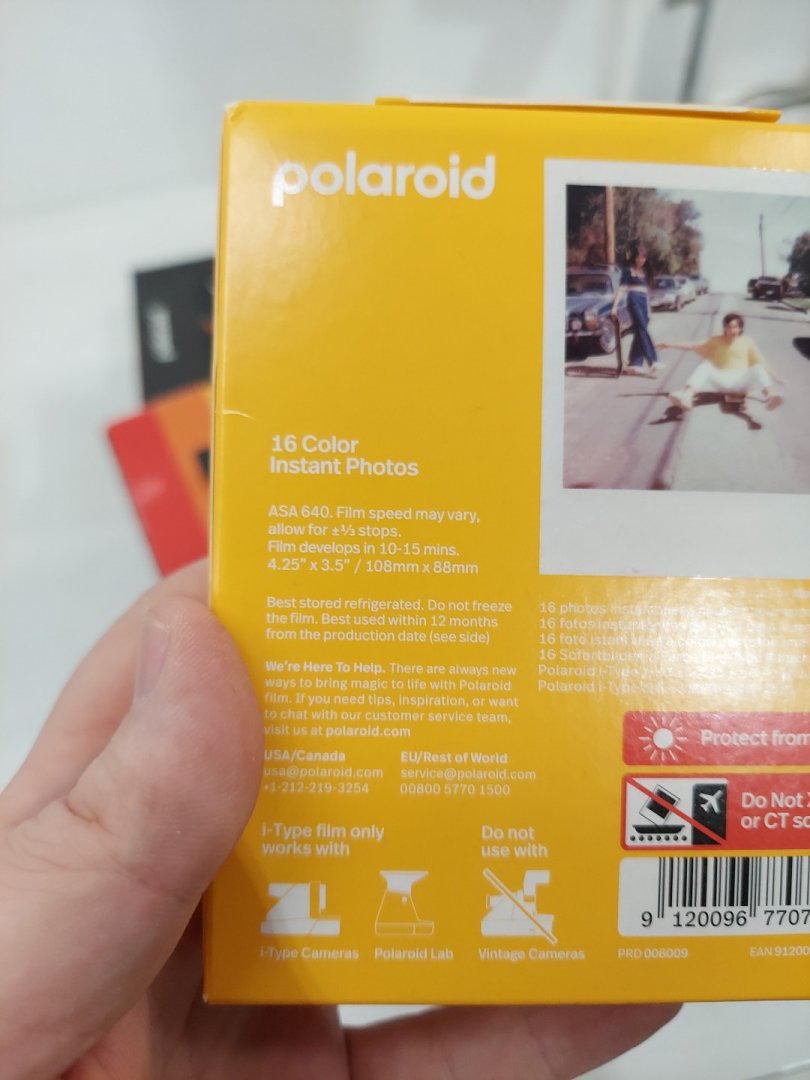 polaroid
16 Color
Instant Photos
ASA 640. Film speed may vary,
allow for ±⅓ stops.
Film develops in 10-15 mins.
4.25” x 3.5” / 108mm x 88mm
Best stored refrigerated. Do not freeze
the film. Best used within 12 months
from the production date (see side)
We’re Here To Help. There are always new
ways to bring magic to life with Polaroid
film. If you need tips, inspiration, or want
to chat with our customer service team,
visit us at polaroid.com
USA/Canada
usa@polaroid.com
+1-212-219-3254
EU/Rest of World
service@polaroid.com
00800 5770 1500
i-Type film only
works with
Do not
use with
i-Type Cameras
Polaroid Lab
Vintage Cameras
16 photos
16 fotos
16 foto
16
Polaroid i-Type
Polaroid i-Type
Protect from
Do Not
or CT
9 120096 7707
PRD 006009
EAN 91200